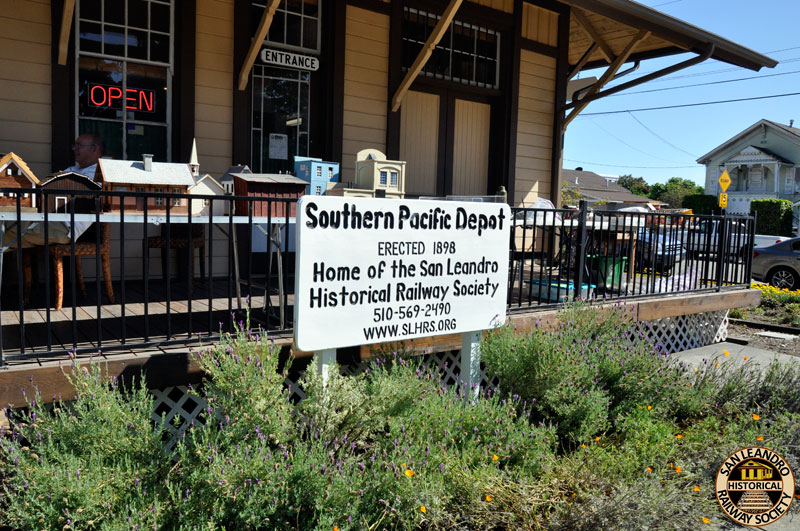 ENTRANCE
OPEN
Southern Pacific Depot
ERECTED 1898
Home of the San Leandro
Historical Railway Society
510-569-2490
WWW.SLHRS.ORG
SAN LEANDRO
HISTORICAL
RAILWAY SOCIETY